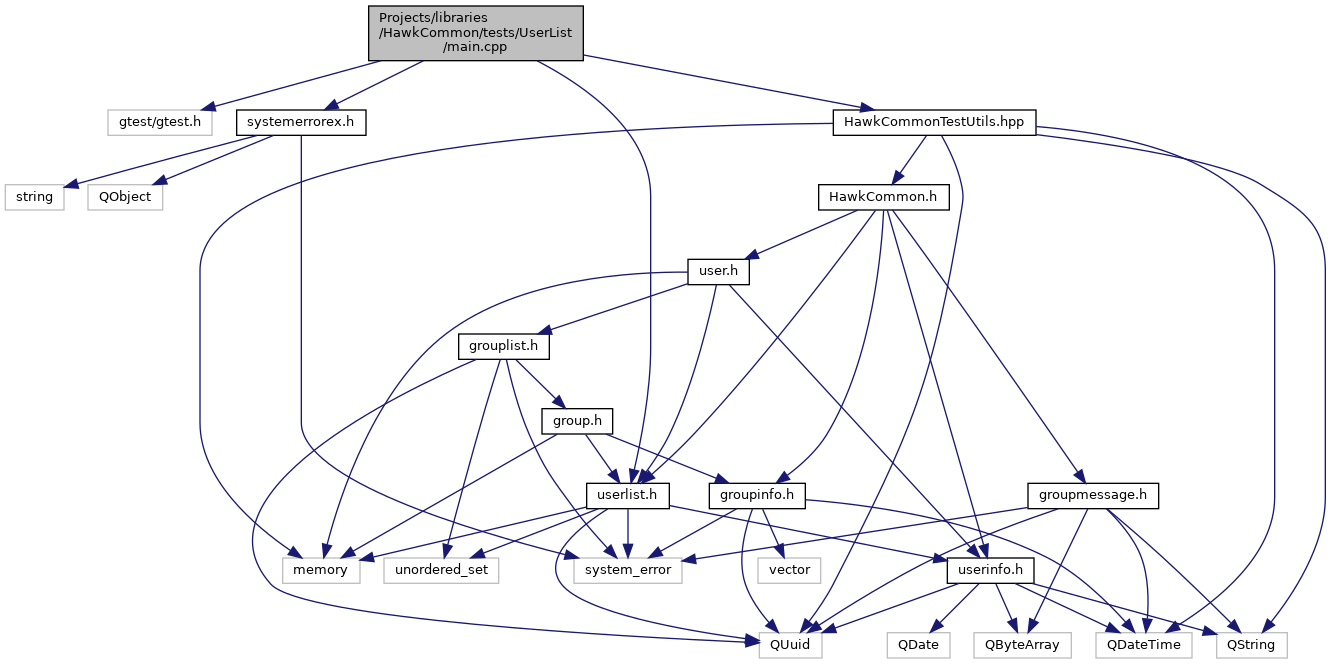 Projects/libraries
/HawkCommon/tests/UserList
/main.cpp
gtest/gtest.h
systemerrorex.h
HawkCommonTestUtils.hpp
string
QObject
HawkCommon.h
user.h
grouplist.h
group.h
userlist.h
groupinfo.h
groupmessage.h
memory
unordered_set
system_error
vector
userinfo.h
QUuid
QDate
QByteArray
QDateTime
QString